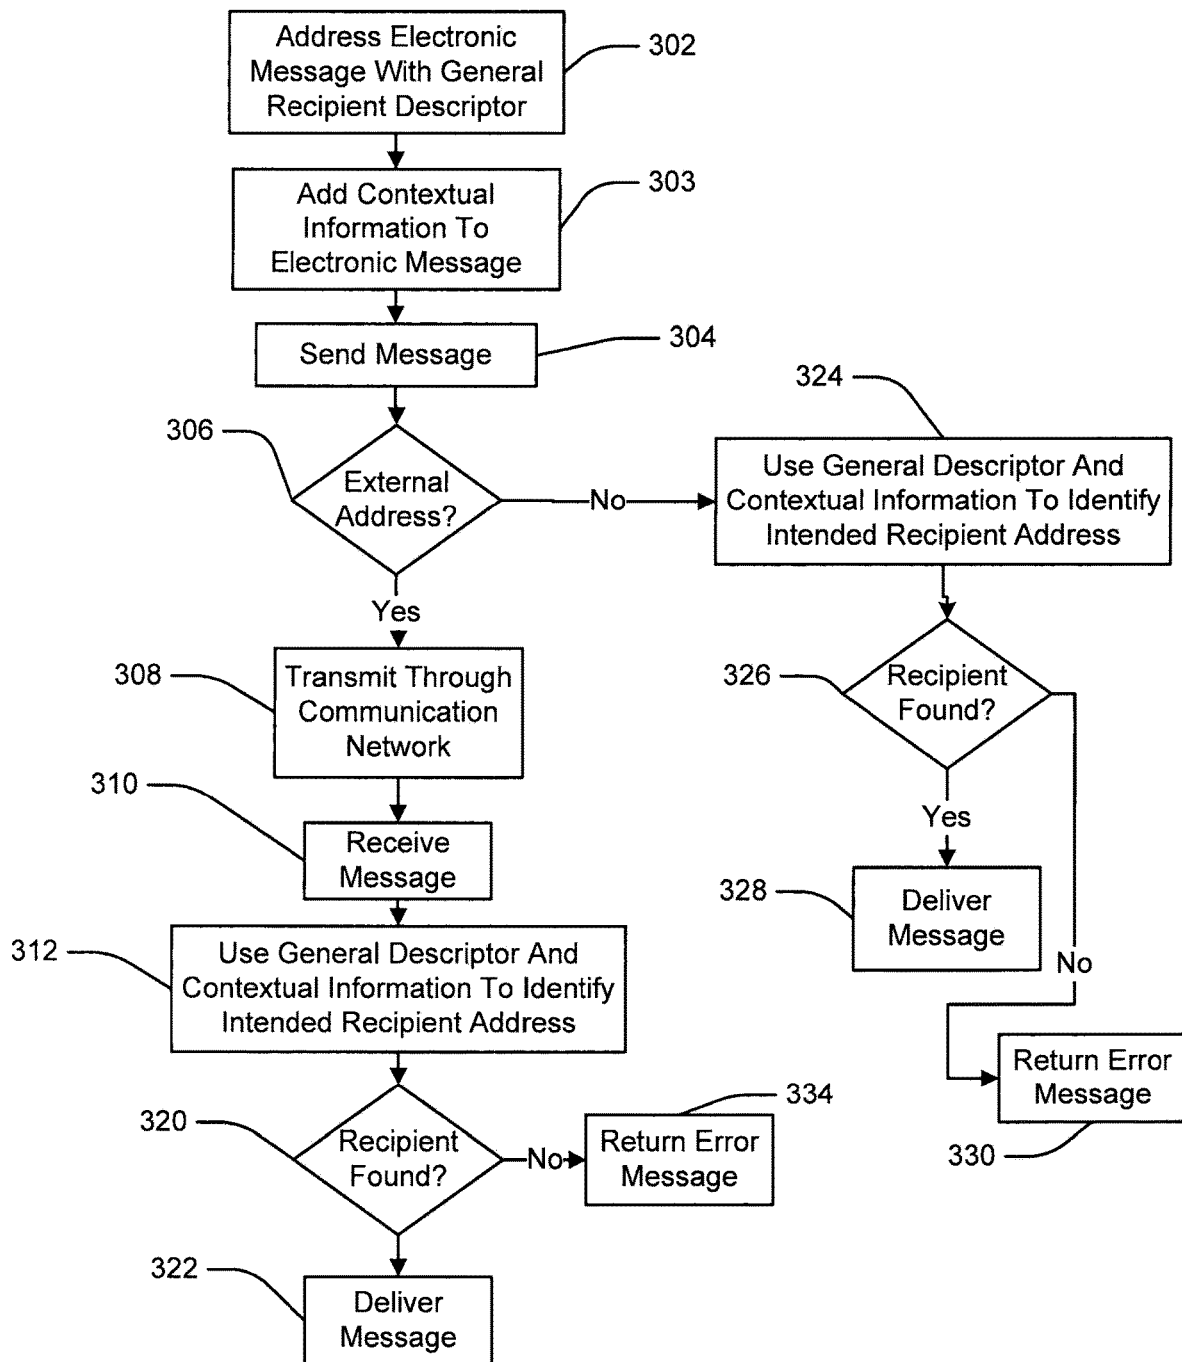 Address Electronic
Message With General
Recipient Descriptor
302
Add Contextual
Information To
Electronic Message
303
Send Message
304
306
External
Address?
No
324
Use General Descriptor And
Contextual Information To Identify
Intended Recipient Address
Yes
308
Transmit Through
Communication
Network
326
Recipient
Found?
310
Receive
Message
Yes
328
Deliver
Message
No
312
Use General Descriptor And
Contextual Information To Identify
Intended Recipient Address
Return Error
Message
330
320
Recipient
Found?
No
334
Return Error
Message
322
Deliver
Message